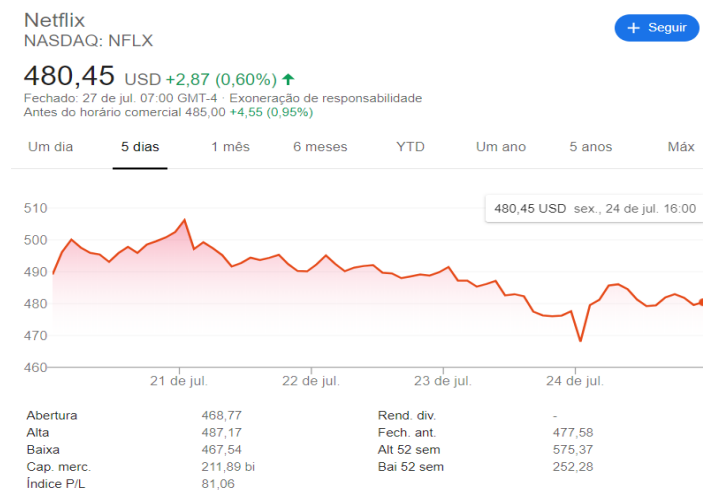 Netflix
NASDAQ: NFLX
+ Seguir
480,45 USD +2,87 (0,60%) ↑
Fechado: 27 de jul. 07:00 GMT-4 · Exoneração de responsabilidade
Antes do horário comercial 485,00 +4,55 (0,95%)
Um dia 5 dias 1 mês 6 meses YTD Um ano 5 anos Máx
480,45 USD sex., 24 de jul. 16:00
510
500
490
480
470
460
21 de jul. 22 de jul. 23 de jul. 24 de jul.
Abertura 468,77 Rend. div. -
Alta 487,17 Fech. ant. 477,58
Baixa 467,54 Alt 52 sem 575,37
Cap. merc. 211,89 bi Bai 52 sem 252,28
Índice P/L 81,06